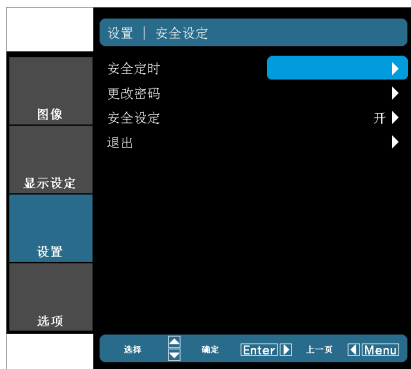 设置 | 安全设定
安全定时
更改密码
安全设定 开
退出
图像
显示设定
设置
选项
选择 确定 Enter 上一页 Menu